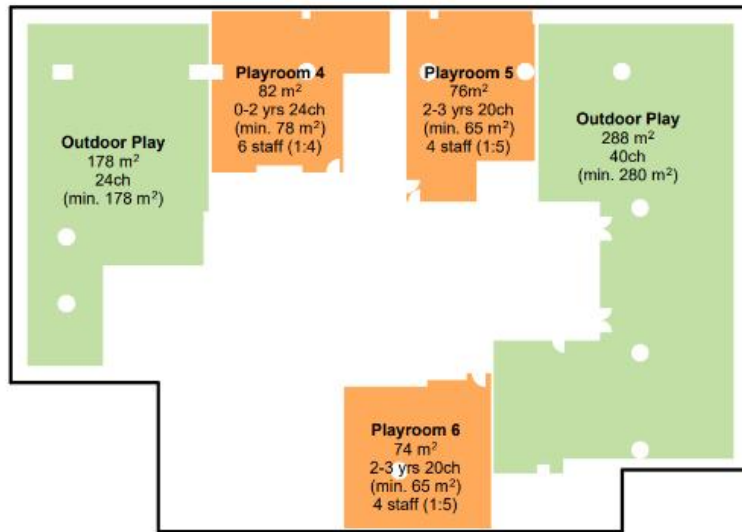 Playroom 4
82 m²
0-2 yrs 24ch
(min. 78 m²)
6 staff (1:4)
Playroom 5
76m²
2-3 yrs 20ch
(min. 65 m²)
4 staff (1:5)
Outdoor Play
178 m²
24ch
(min. 178 m²)
Outdoor Play
288 m²
40ch
(min. 280 m²)
Playroom 6
74 m²
2-3 yrs 20ch
(min. 65 m²)
4 staff (1:5)